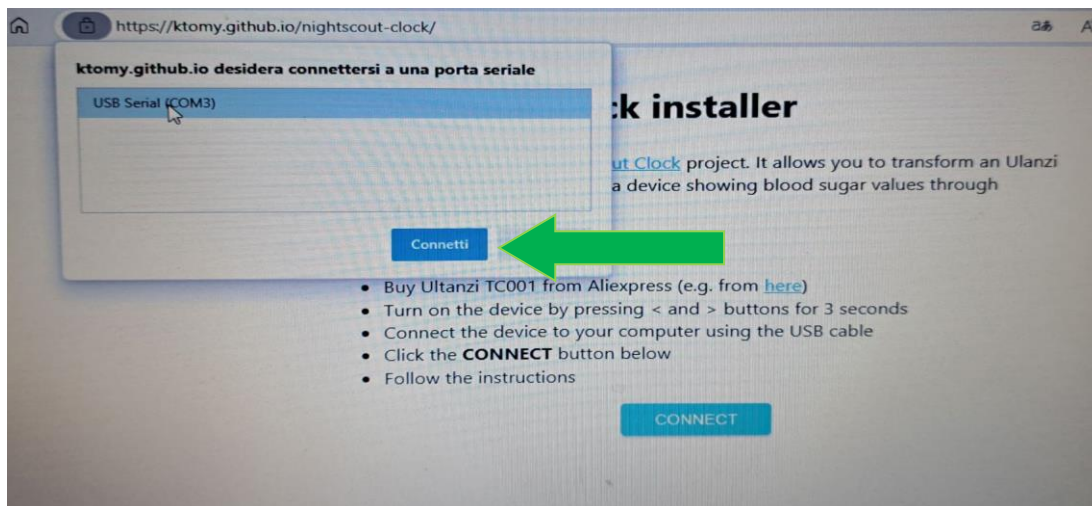 https://ktomy.github.io/nightscout-clock/
ktomy.github.io desidera connettersi a una porta seriale
USB Serial (COM3)
Connetti
ck installer
ut Clock project. It allows you to transform an Ulanzi
a device showing blood sugar values through
Buy Ultanzi TC001 from Aliexpress (e.g. from here)
Turn on the device by pressing < and > buttons for 3 seconds
Connect the device to your computer using the USB cable
Click the CONNECT button below
Follow the instructions
CONNECT